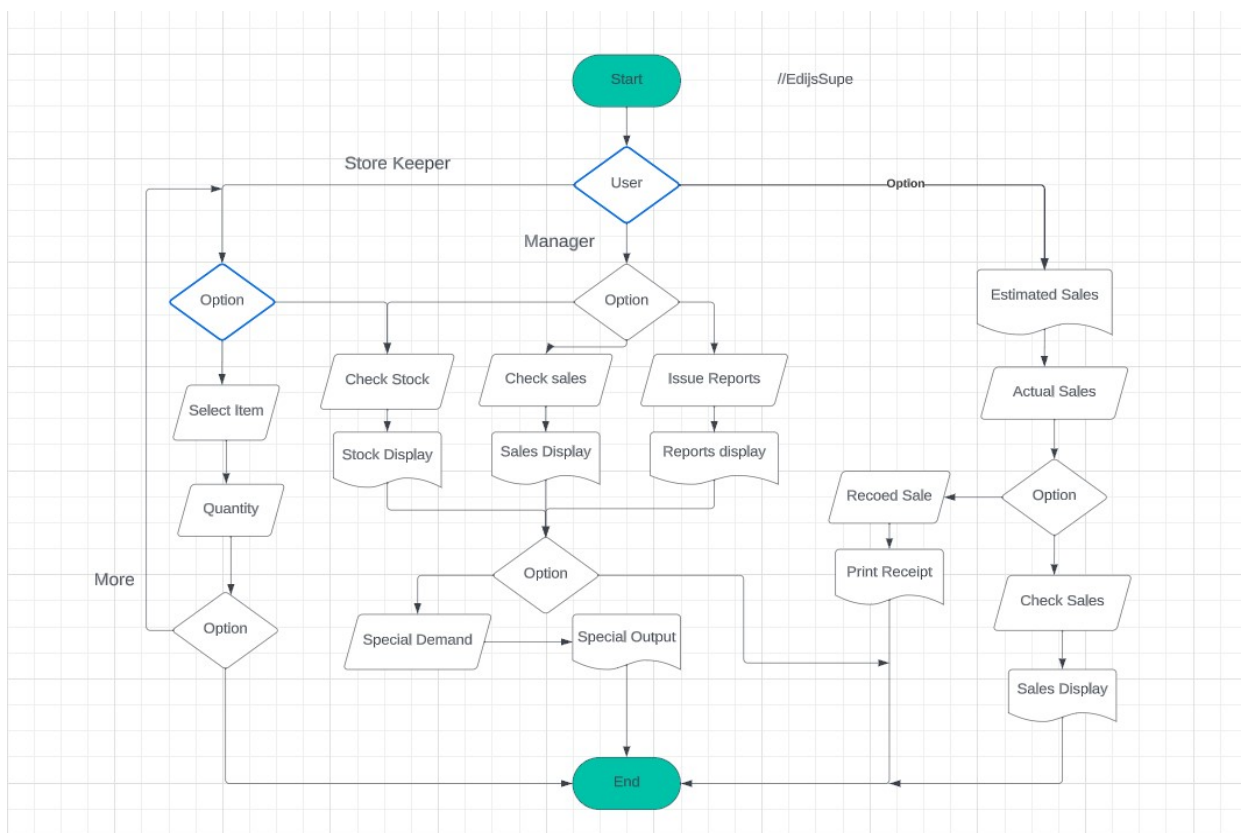 Start
//EdijsSupe
Store Keeper
User
Option
Manager
Option
Option
Estimated Sales
Check Stock
Check sales
Issue Reports
Actual Sales
Select Item
Stock Display
Sales Display
Reports display
Quantity
Recoed Sale
Option
More
Option
Print Receipt
Option
Check Sales
Special Demand
Special Output
Sales Display
End